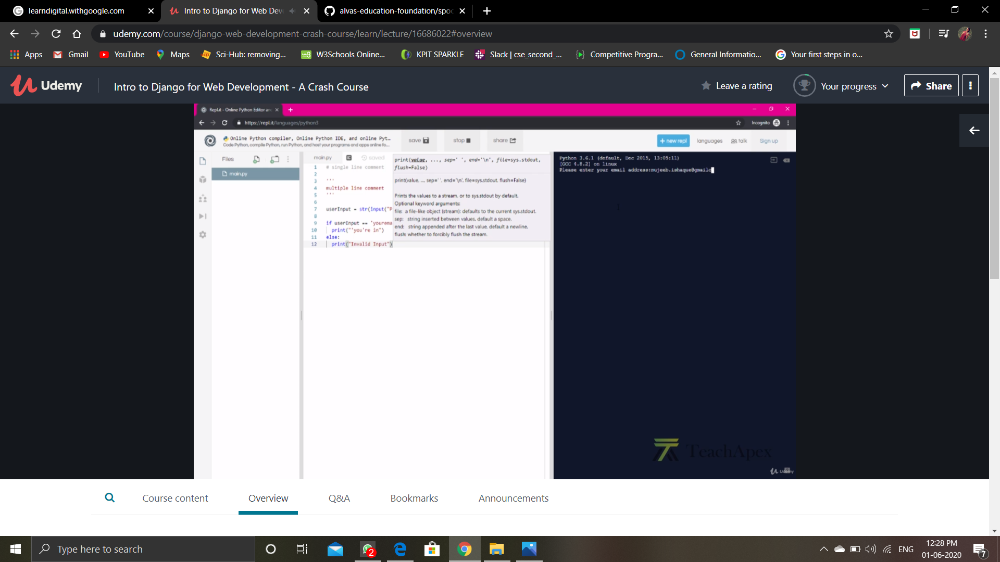 learndigital.withgoogle.com
Intro to Django for Web Dev
alvas-education-foundation/spoc
udemy.com/course/django-web-development-crash-course/learn/lecture/16686022#overview
Apps Gmail YouTube Maps Sci-Hub: removing... W3Schools Online... KPIT SPARKLE Slack | cse_second_... Competitive Progra... General Informatio... Your first steps in o...
Udemy
Intro to Django for Web Development - A Crash Course
Leave a rating
Your progress
Share
Repl.it - Online Python Editor an
https://repl.it/languages/python3
Incognito
Online Python compiler, Online Python IDE, and online Pyt...
Code Python, compile Python, run Python, and host your programs and apps online fo...
save
stop
share
+ new repl
languages
talk
Sign up
Files
main.py
main.py
saved
1 # single line comment
2
3 '''
4 multiple line comment
5 '''
6
7 userInput = str(input("P
8
9 if userInput == 'yourema
10 print("'you're in")
11 else:
12 print("Invalid Input")
print(value, ..., sep=' ', end='\n', file=sys.stdout,
flush=False)
print(value, ..., sep=' ', end='\n', file=sys.stdout, flush=False)
Prints the values to a stream, or to sys.stdout by default.
Optional keyword arguments:
file: a file-like object (stream); defaults to the current sys.stdout.
sep: string inserted between values, default a space.
end: string appended after the last value, default a newline.
flush: whether to forcibly flush the stream.
Python 3.6.1 (default, Dec 2015, 13:05:11)
[GCC 4.8.2] on linux
Please enter your email address:mujeeb.ishaque@gmailc
TeachApex
Udemy
Course content
Overview
Q&A
Bookmarks
Announcements
Type here to search
2
ENG
12:28 PM
01-06-2020
7